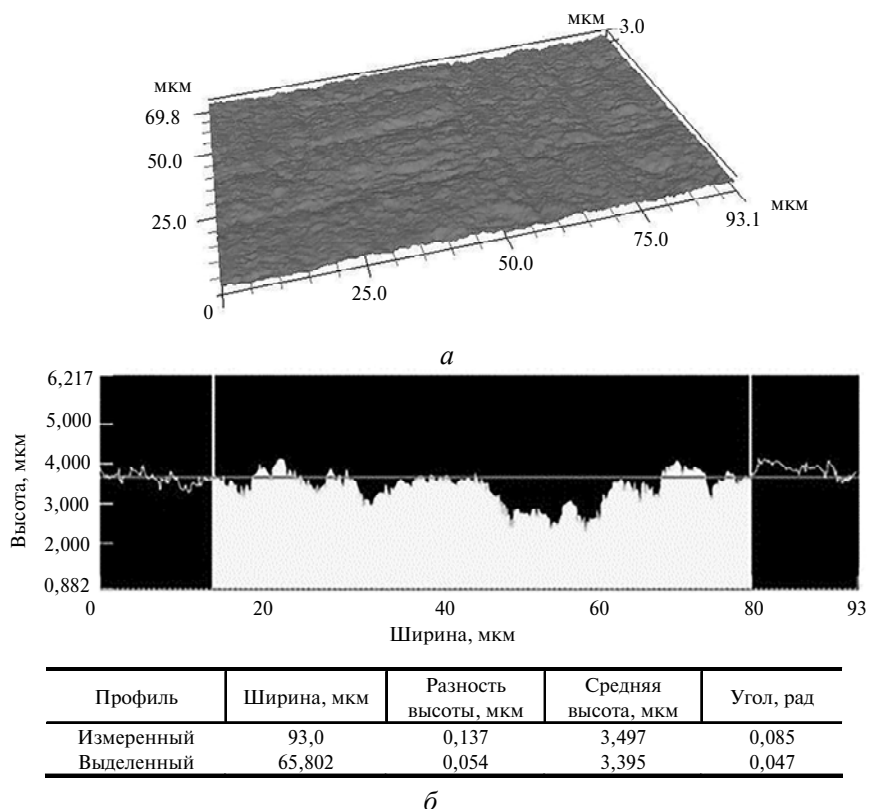 мкм
3.0
мкм
69.8
50.0
25.0
0
25.0
50.0
75.0
93.1
мкм
а
6,217
5,000
4,000
3,000
2,000
0,882
Высота, мкм
0 20 40 60 80 93
Ширина, мкм
Профиль Ширина, мкм Разность высоты, мкм Средняя высота, мкм Угол, рад
Измеренный 93,0 0,137 3,497 0,085
Выделенный 65,802 0,054 3,395 0,047
б